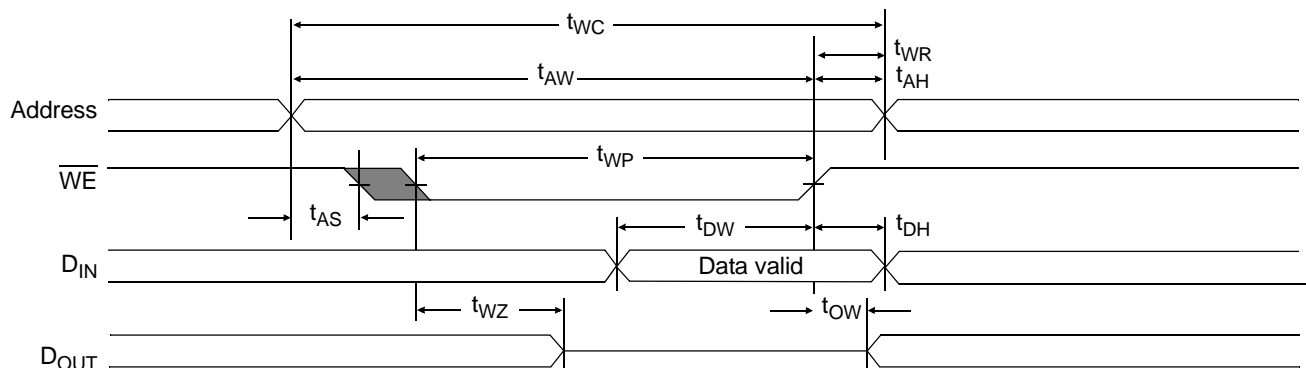 tWC
tWR
tAW
tAH
Address
WE
tWP
tAS
tDW
tDH
DIN
Data valid
tWZ
tOW
DOUT